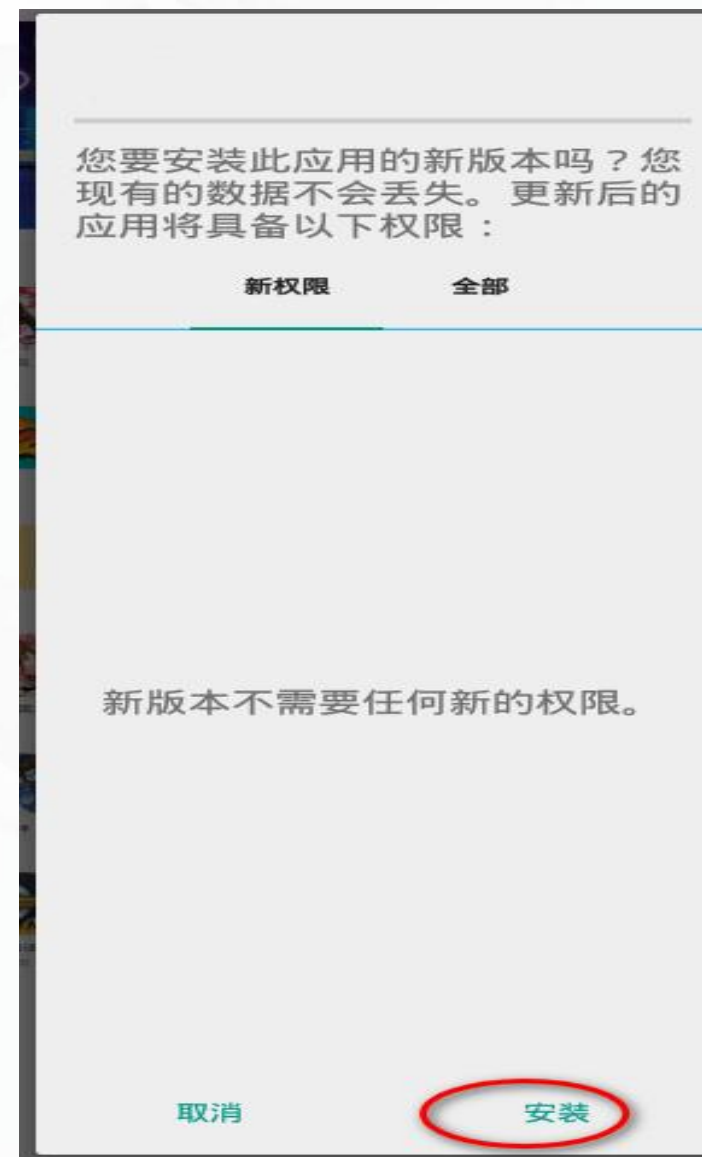 您要安装此应用的新版本吗？您
现有的数据不会丢失。更新后的
应用将具备以下权限：
新权限 全部
新版本不需要任何新的权限。
取消 安装